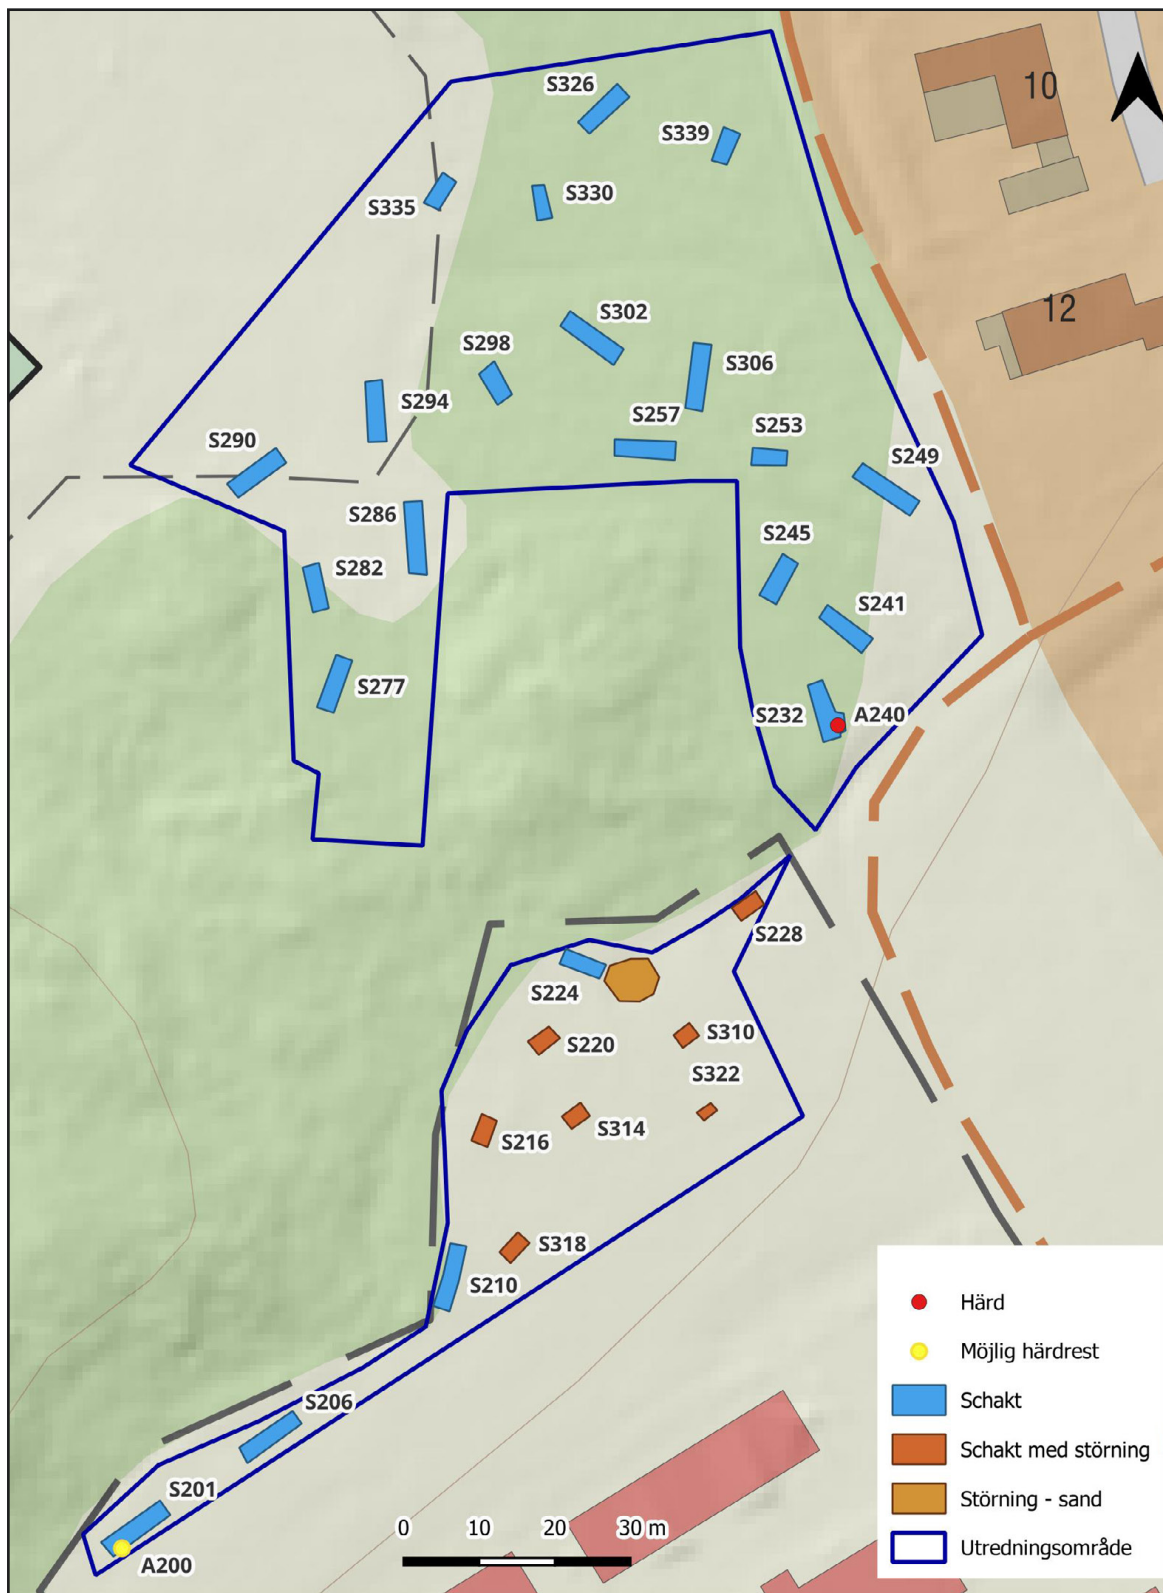 S326
10
S339
S330
S335
S302
12
S298
S306
S294
S257
S253
S290
S249
S286
S245
S282
S241
S277
S232
A240
S228
S224
S220
S310
S322
S314
S216
S318
S210
S206
S201
A200
0 10 20 30 m
Härd
Möjlig härdrest
Schakt
Schakt med störning
Störning - sand
Utredningsområde